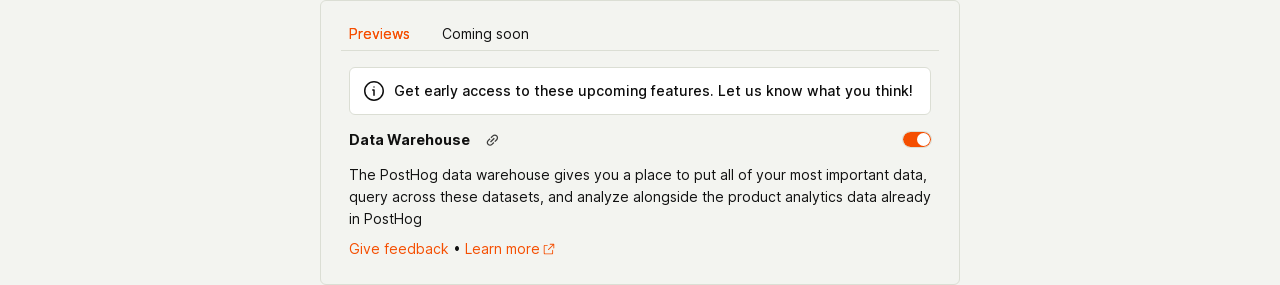 Previews Coming soon
Get early access to these upcoming features. Let us know what you think!
Data Warehouse
The PostHog data warehouse gives you a place to put all of your most important data,
query across these datasets, and analyze alongside the product analytics data already
in PostHog
Give feedback • Learn more